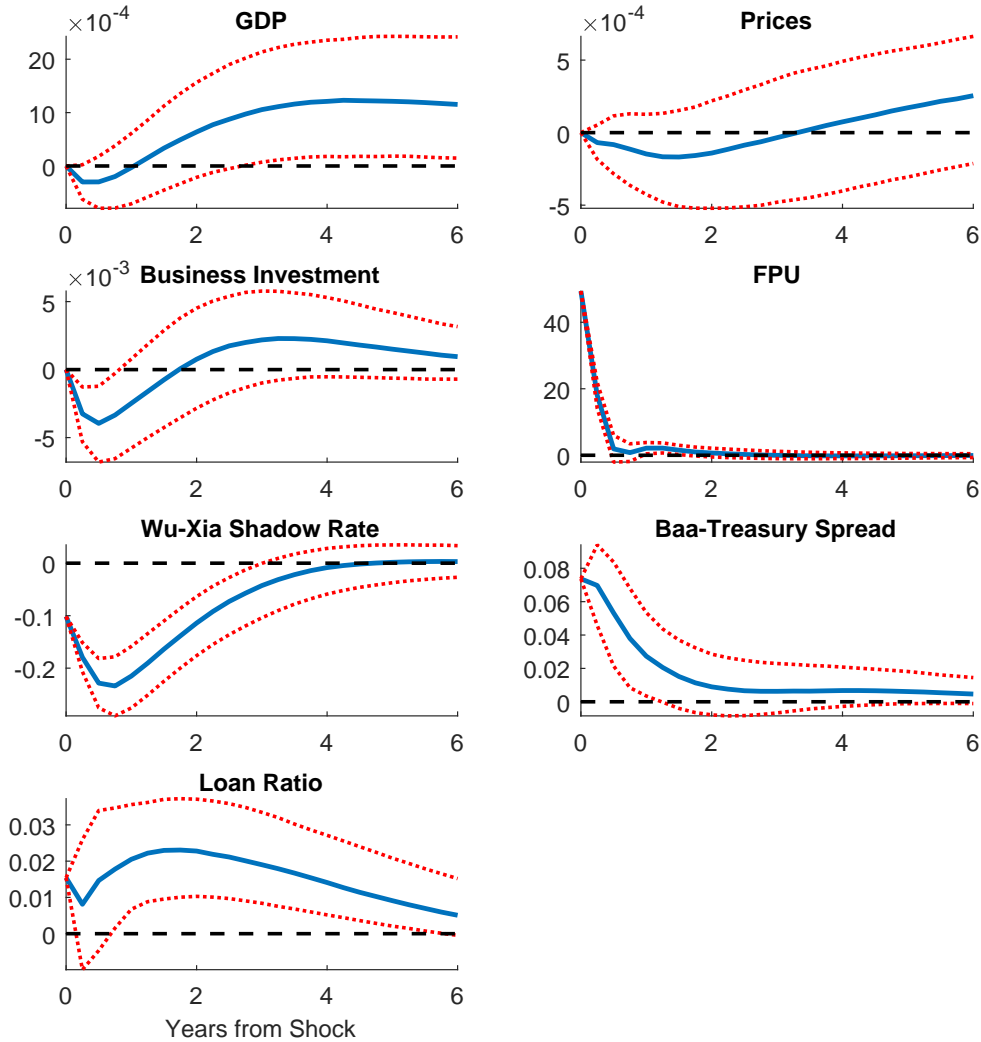 ×10⁻⁴ GDP
20
10
0
0 2 4 6
×10⁻⁴ Prices
5
0
-5
0 2 4 6
×10⁻³ Business Investment
5
0
-5
0 2 4 6
FPU
40
20
0
0 2 4 6
Wu-Xia Shadow Rate
0
-0.1
-0.2
0 2 4 6
Baa-Treasury Spread
0.08
0.06
0.04
0.02
0
0 2 4 6
Loan Ratio
0.03
0.02
0.01
0
0 2 4 6
Years from Shock